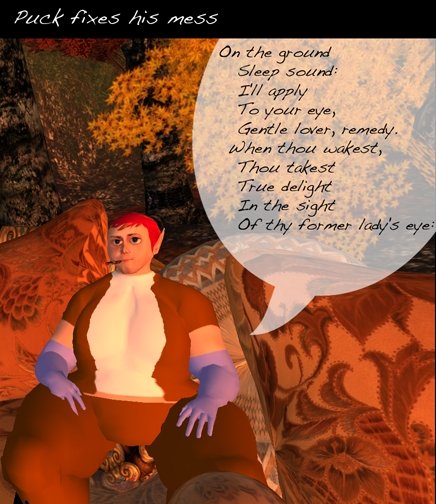 Puck fixes his mess
On the ground
Sleep sound:
I'll apply
To your eye,
Gentle lover, remedy.
When thou wakest,
Thou takest
True delight
In the sight
Of thy former lady's eye: